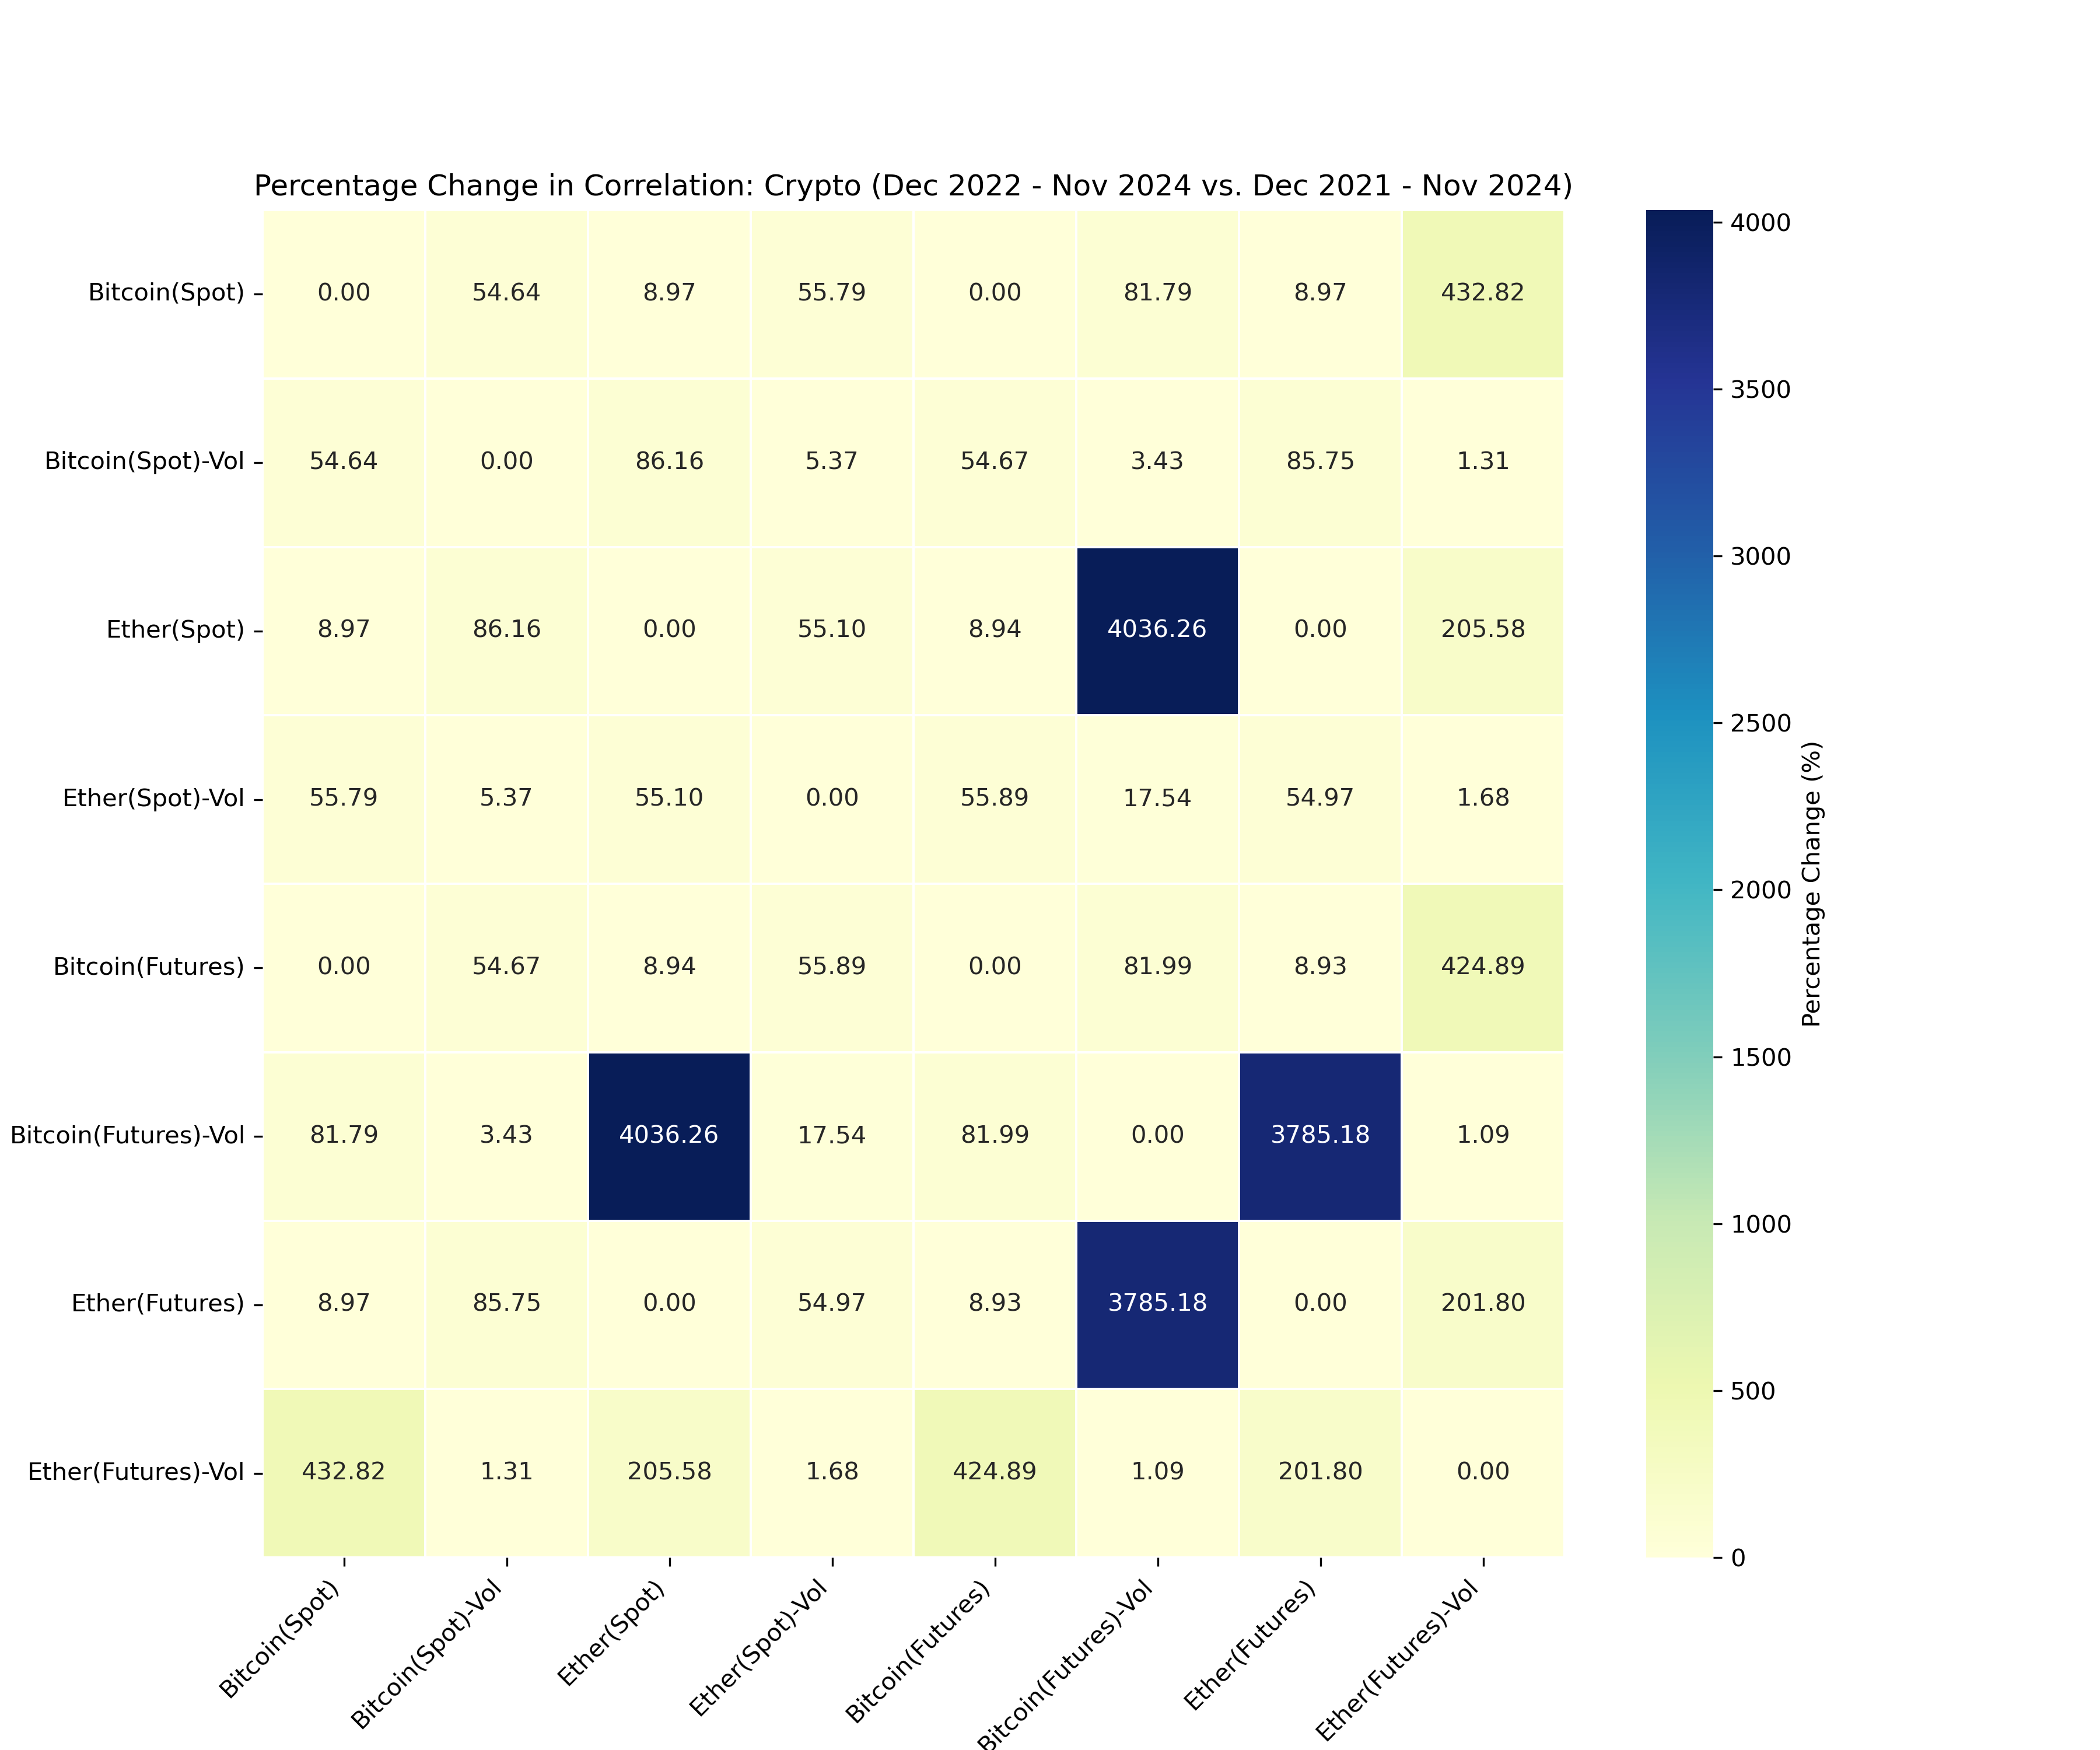 Percentage Change in Correlation: Crypto (Dec 2022 - Nov 2024 vs. Dec 2021 - Nov 2024)
Bitcoin(Spot) 0.00 54.64 8.97 55.79 0.00 81.79 8.97 432.82
Bitcoin(Spot)-Vol 54.64 0.00 86.16 5.37 54.67 3.43 85.75 1.31
Ether(Spot) 8.97 86.16 0.00 55.10 8.94 4036.26 0.00 205.58
Ether(Spot)-Vol 55.79 5.37 55.10 0.00 55.89 17.54 54.97 1.68
Bitcoin(Futures) 0.00 54.67 8.94 55.89 0.00 81.99 8.93 424.89
Bitcoin(Futures)-Vol 81.79 3.43 4036.26 17.54 81.99 0.00 3785.18 1.09
Ether(Futures) 8.97 85.75 0.00 54.97 8.93 3785.18 0.00 201.80
Ether(Futures)-Vol 432.82 1.31 205.58 1.68 424.89 1.09 201.80 0.00
Bitcoin(Spot)
Bitcoin(Spot)-Vol
Ether(Spot)
Ether(Spot)-Vol
Bitcoin(Futures)
Bitcoin(Futures)-Vol
Ether(Futures)
Ether(Futures)-Vol
4000
3500
3000
2500
2000
1500
1000
500
0
Percentage Change (%)